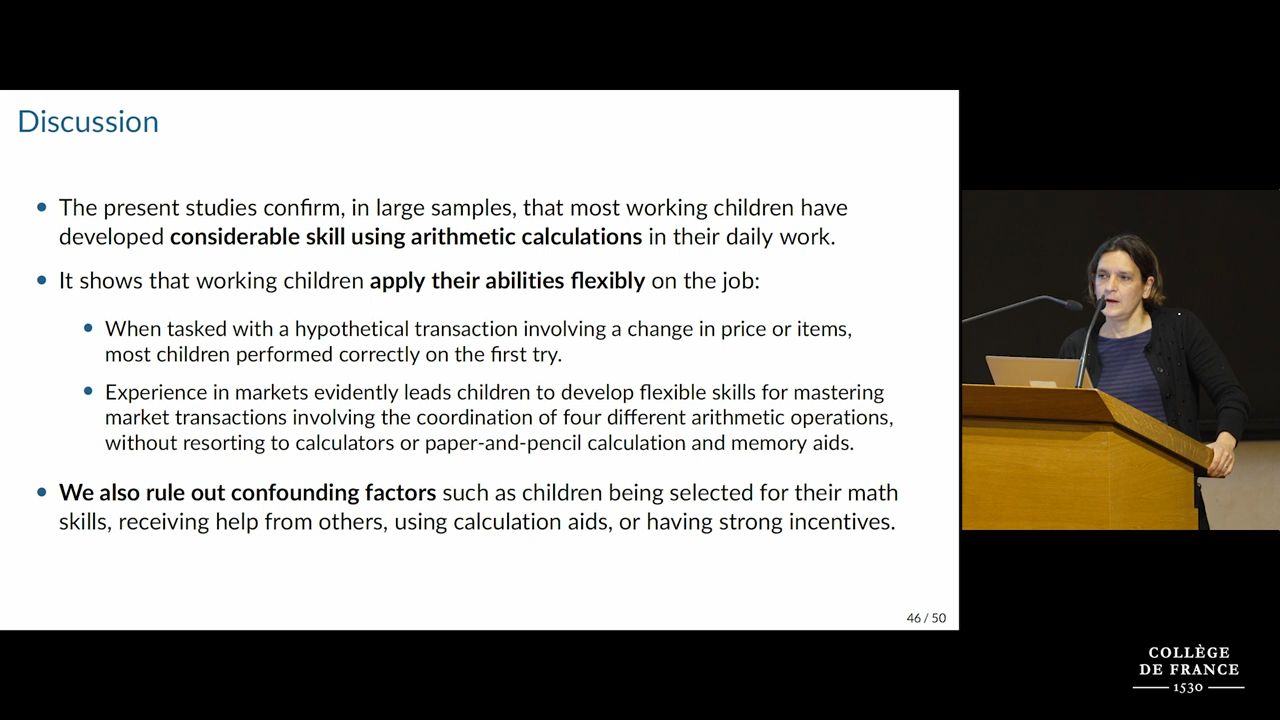 Discussion
• The present studies confirm, in large samples, that most working children have
developed considerable skill using arithmetic calculations in their daily work.
• It shows that working children apply their abilities flexibly on the job:
• When tasked with a hypothetical transaction involving a change in price or items,
most children performed correctly on the first try.
• Experience in markets evidently leads children to develop flexible skills for mastering
market transactions involving the coordination of four different arithmetic operations,
without resorting to calculators or paper-and-pencil calculation and memory aids.
• We also rule out confounding factors such as children being selected for their math
skills, receiving help from others, using calculation aids, or having strong incentives.
46 / 50
COLLÈGE
DE FRANCE
1530